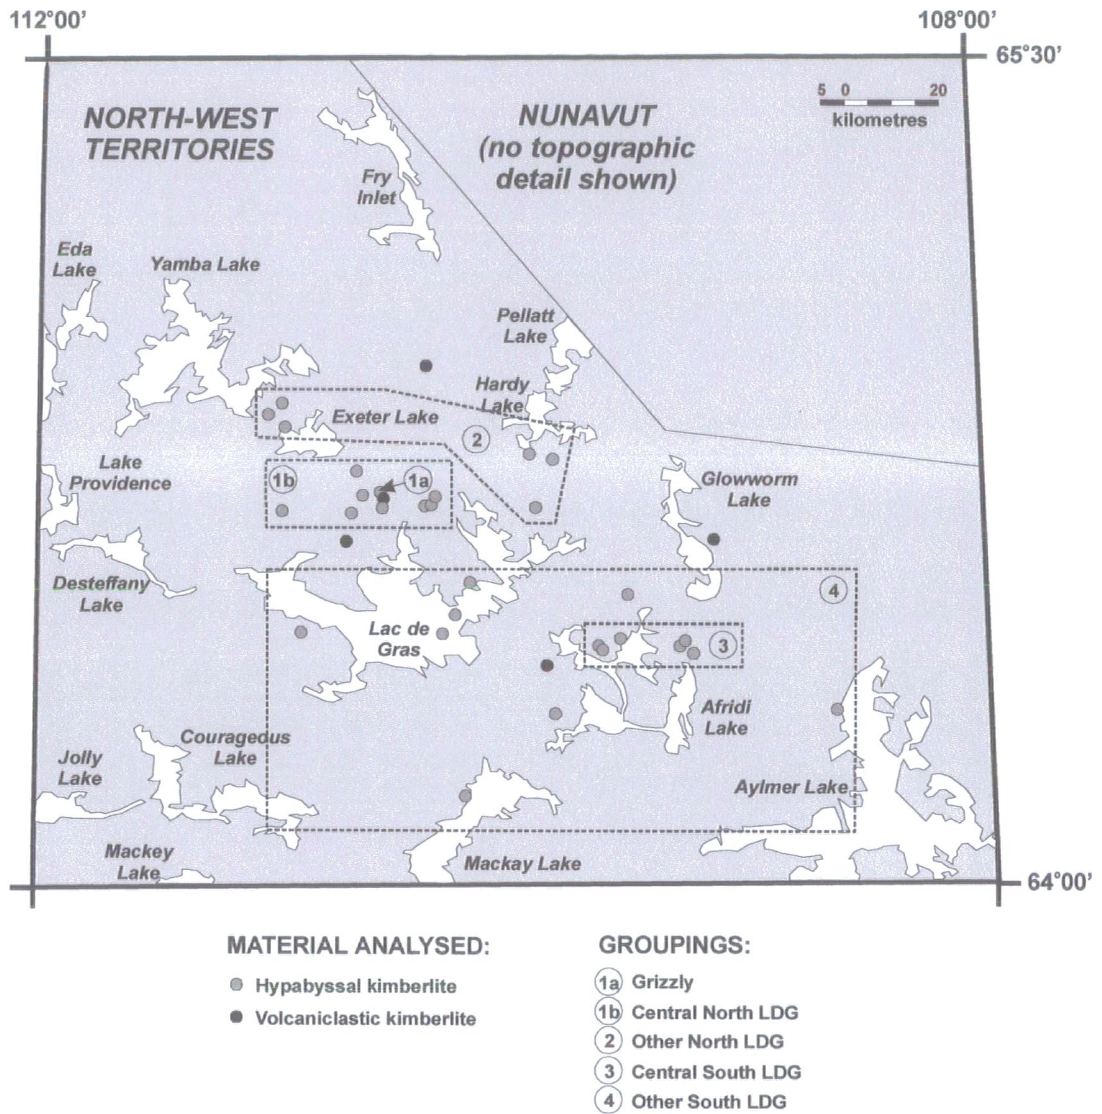 112°00'
108°00'
65°30'
5 0 20
kilometres
NORTH-WEST
TERRITORIES
NUNAVUT
(no topographic
detail shown)
Fry
Inlet
Eda
Lake
Yamba Lake
Pellatt
Lake
Hardy
Lake
Exeter Lake
2
Lake
Providence
1b
1a
Glowworm
Lake
Desteffany
Lake
4
Lac de
Gras
3
Afridi
Lake
Courageous
Lake
Jolly
Lake
Aylmer Lake
Mackey
Lake
Mackay Lake
64°00'
MATERIAL ANALYSED:
Hypabyssal kimberlite
Volcaniclastic kimberlite
GROUPINGS:
1a Grizzly
1b Central North LDG
2 Other North LDG
3 Central South LDG
4 Other South LDG